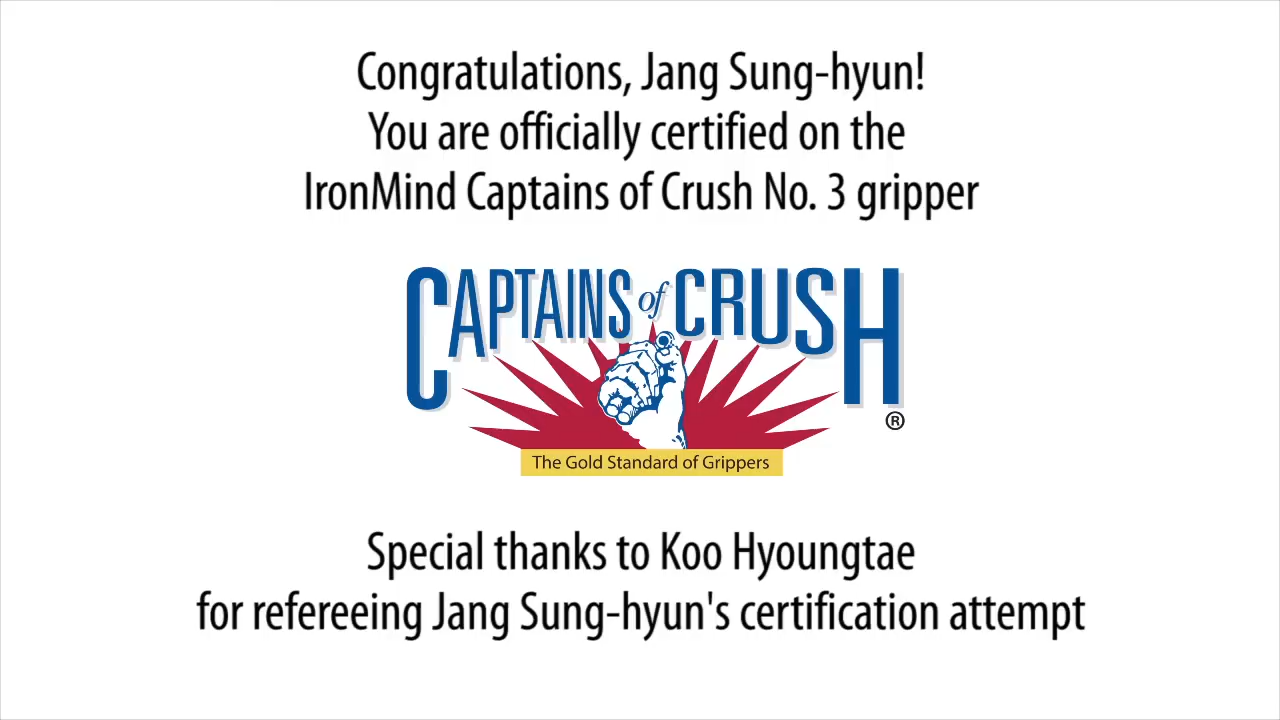 Congratulations, Jang Sung-hyun!
You are officially certified on the
IronMind Captains of Crush No. 3 gripper
CAPTAINS of CRUSH
®
The Gold Standard of Grippers
Special thanks to Koo Hyoungtae
for refereeing Jang Sung-hyun's certification attempt